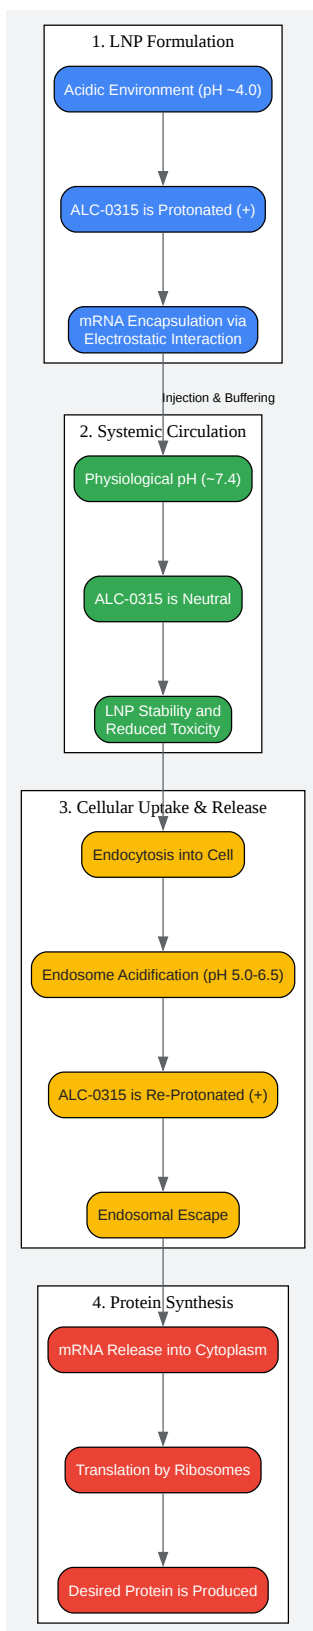 1. LNP Formulation
Acidic Environment (pH ~4.0)
ALC-0315 is Protonated (+)
mRNA Encapsulation via
Electrostatic Interaction
Injection & Buffering
2. Systemic Circulation
Physiological pH (~7.4)
ALC-0315 is Neutral
LNP Stability and
Reduced Toxicity
3. Cellular Uptake & Release
Endocytosis into Cell
Endosome Acidification (pH 5.0-6.5)
ALC-0315 is Re-Protonated (+)
Endosomal Escape
4. Protein Synthesis
mRNA Release into Cytoplasm
Translation by Ribosomes
Desired Protein is Produced